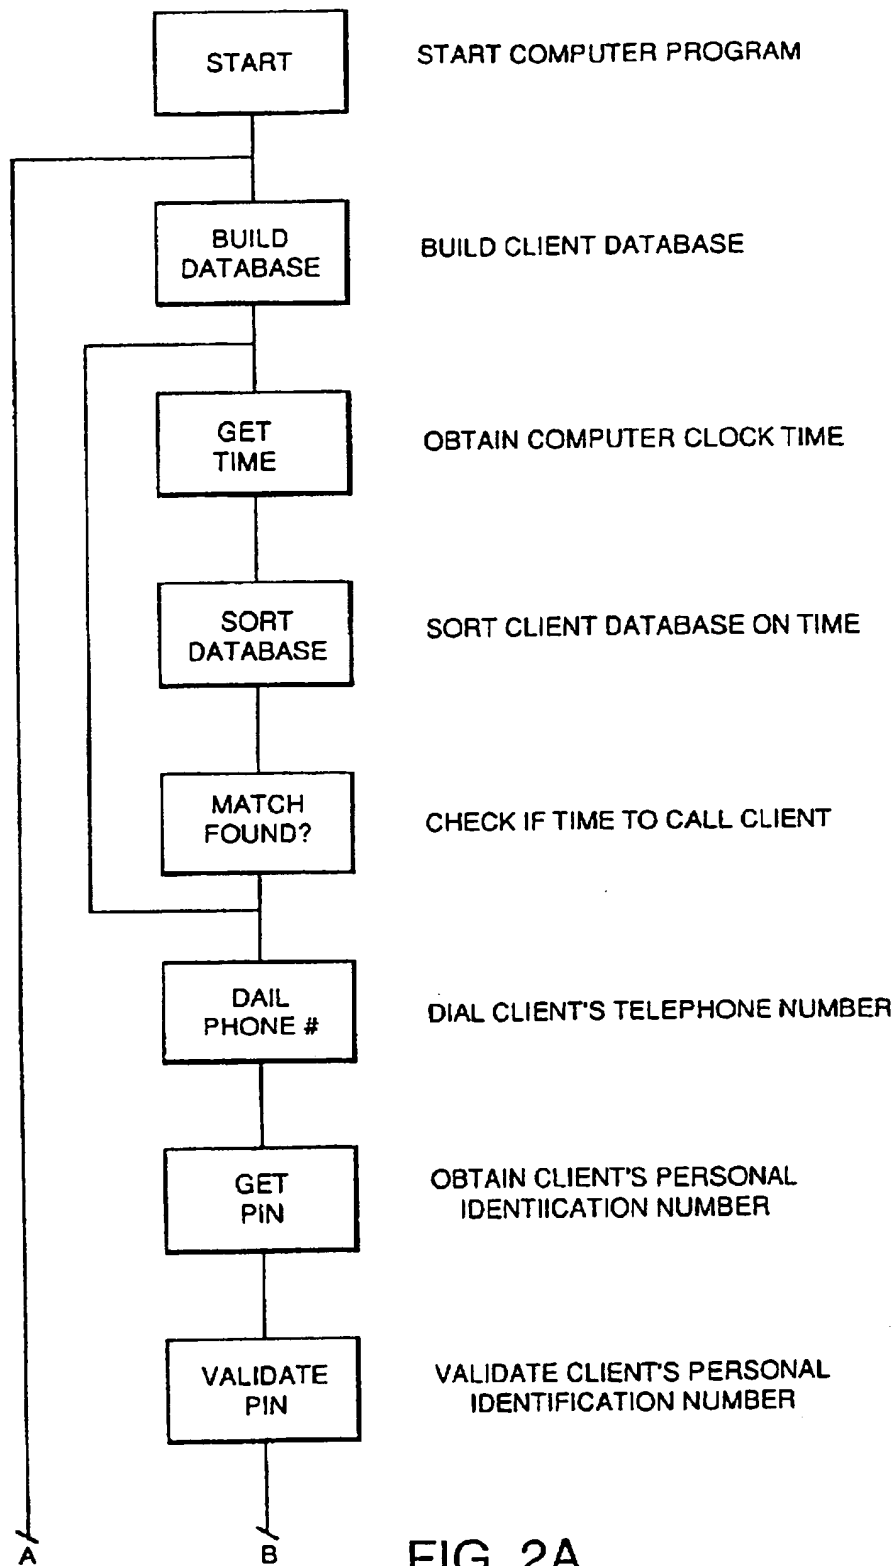 START
START COMPUTER PROGRAM
BUILD
DATABASE
BUILD CLIENT DATABASE
GET
TIME
OBTAIN COMPUTER CLOCK TIME
SORT
DATABASE
SORT CLIENT DATABASE ON TIME
MATCH
FOUND?
CHECK IF TIME TO CALL CLIENT
DAIL
PHONE #
DIAL CLIENT'S TELEPHONE NUMBER
GET
PIN
OBTAIN CLIENT'S PERSONAL
IDENTIICATION NUMBER
VALIDATE
PIN
VALIDATE CLIENT'S PERSONAL
IDENTIFICATION NUMBER
A
B
FIG. 2A